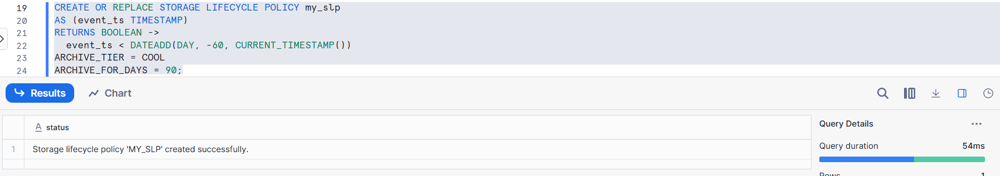 19 CREATE OR REPLACE STORAGE LIFECYCLE POLICY my_slp
20 AS (event_ts TIMESTAMP)
21 RETURNS BOOLEAN ->
22 event_ts < DATEADD(DAY, -60, CURRENT_TIMESTAMP())
23 ARCHIVE_TIER = COOL
24 ARCHIVE_FOR_DAYS = 90;
Results Chart
A status
Query Details ...
1 Storage lifecycle policy 'MY_SLP' created successfully.
Query duration 54ms
Rows 1